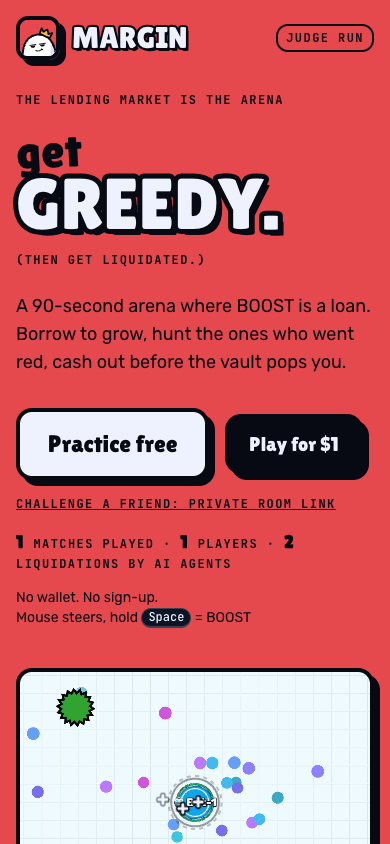 MARGIN
JUDGE RUN
THE LENDING MARKET IS THE ARENA
get
GREEDY.
(THEN GET LIQUIDATED.)
A 90-second arena where BOOST is a loan.
Borrow to grow, hunt the ones who went
red, cash out before the vault pops you.
Practice free
Play for $1
CHALLENGE A FRIEND: PRIVATE ROOM LINK
1 MATCHES PLAYED · 1 PLAYERS · 2
LIQUIDATIONS BY AI AGENTS
No wallet. No sign-up.
Mouse steers, hold Space = BOOST